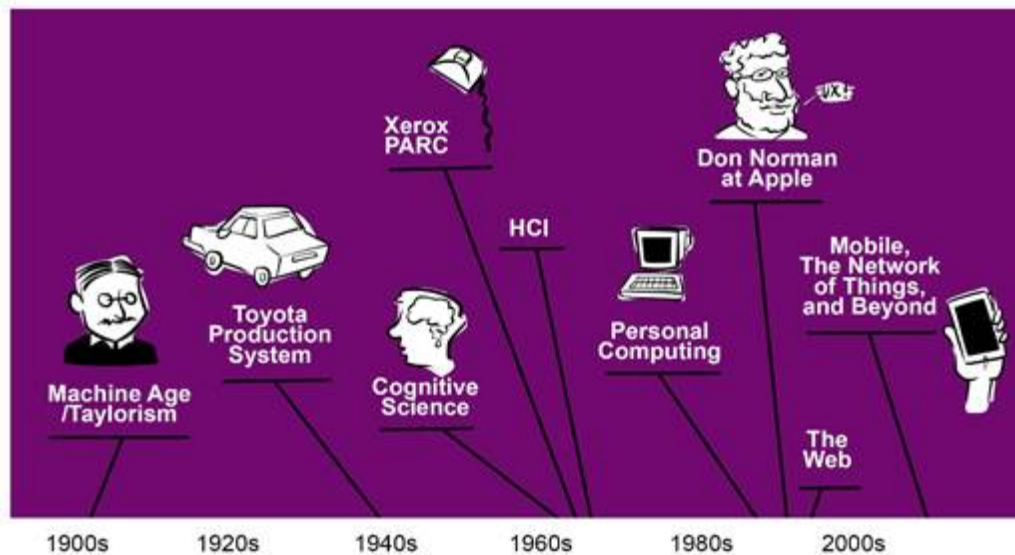 Machine Age
/Taylorism
Toyota
Production
System
Xerox
PARC
Cognitive
Science
HCI
Personal
Computing
UX!
Don Norman
at Apple
The
Web
Mobile,
The Network
of Things,
and Beyond
1900s
1920s
1940s
1960s
1980s
2000s